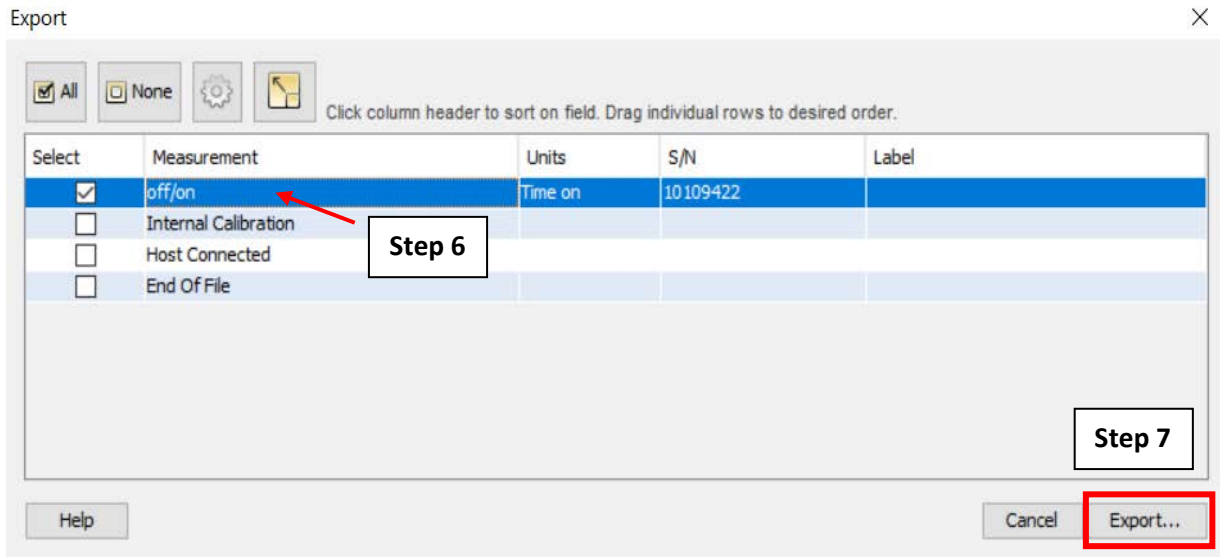 Export
All None Click column header to sort on field. Drag individual rows to desired order.
Select Measurement Units S/N Label
off/on Time on 10109422
Internal Calibration
Step 6
Host Connected
End Of File
Step 7
Help Cancel Export...